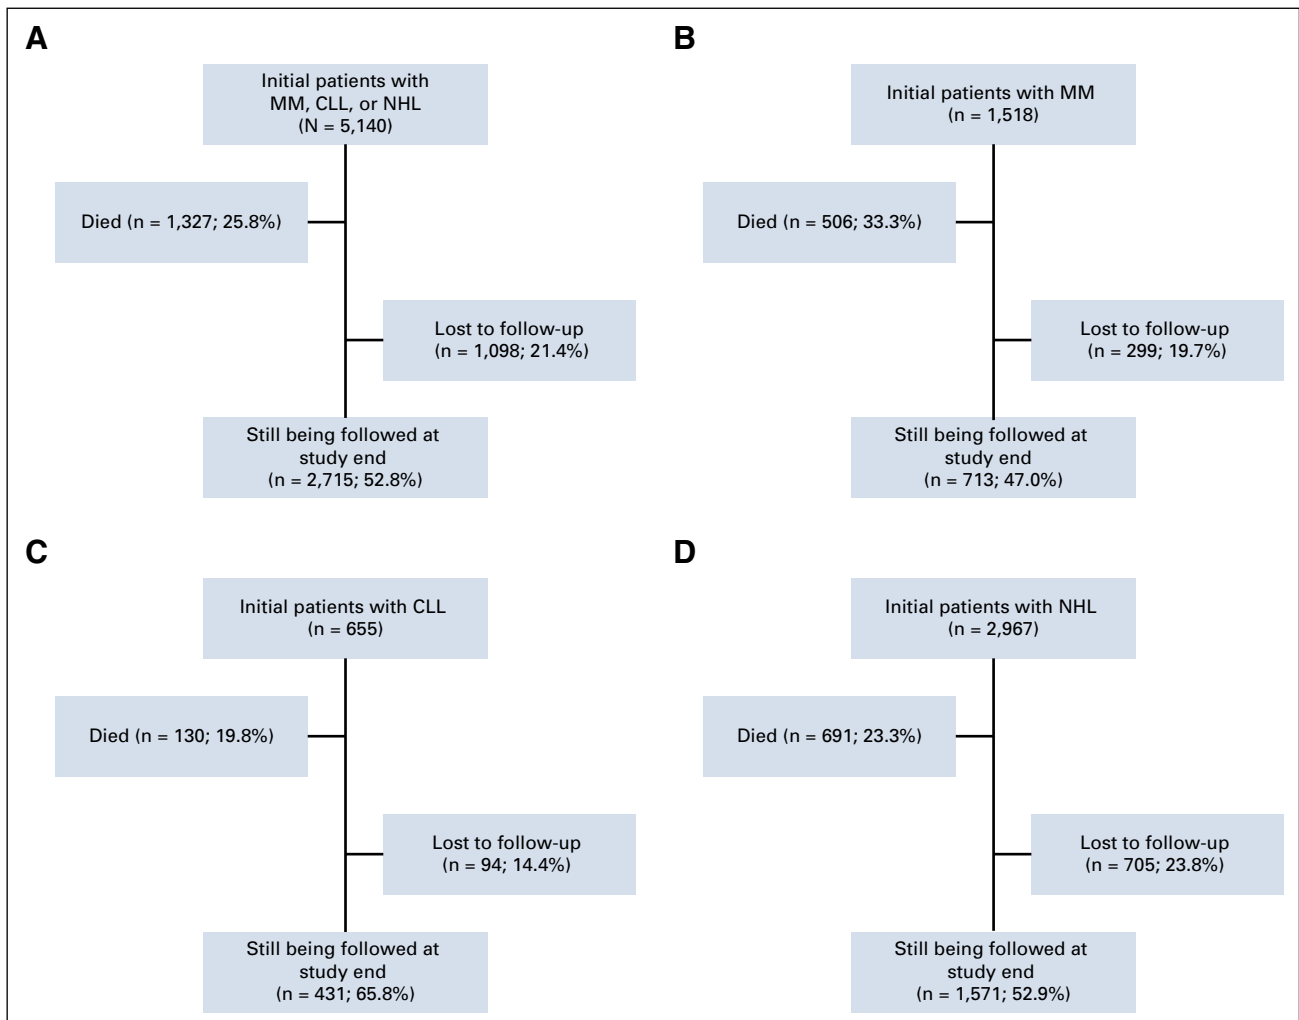 A
Initial patients with
MM, CLL, or NHL
(N = 5,140)
Died (n = 1,327; 25.8%)
Lost to follow-up
(n = 1,098; 21.4%)
Still being followed at
study end
(n = 2,715; 52.8%)
B
Initial patients with MM
(n = 1,518)
Died (n = 506; 33.3%)
Lost to follow-up
(n = 299; 19.7%)
Still being followed at
study end
(n = 713; 47.0%)
C
Initial patients with CLL
(n = 655)
Died (n = 130; 19.8%)
Lost to follow-up
(n = 94; 14.4%)
Still being followed at
study end
(n = 431; 65.8%)
D
Initial patients with NHL
(n = 2,967)
Died (n = 691; 23.3%)
Lost to follow-up
(n = 705; 23.8%)
Still being followed at
study end
(n = 1,571; 52.9%)